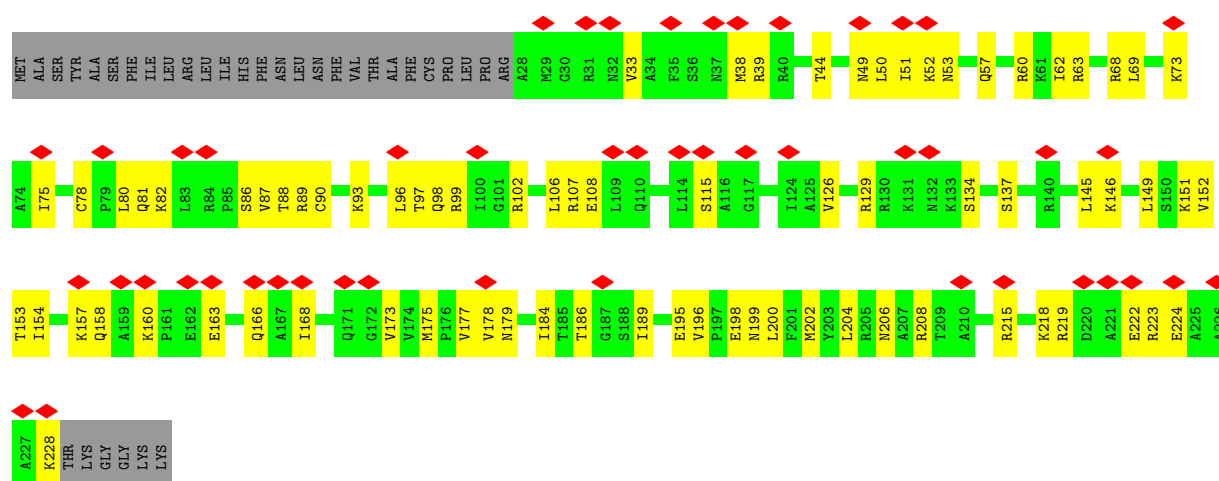 MET ALA SER TYR ALA SER PHE ILE LEU ARG LEU ILE HIS PHE ASN LEU ASN PHE VAL THR ALA PHE CYS PRO LEU PRO ARG A28 M29 G30 R31 N32 V33 A34 F35 S36 N37 M38 R39 R40 T44 N49 L50 I51 K52 N53 Q57 R60 K61 I62 R63 R68 L69 K73
A74 I75 C78 P79 L80 Q81 K82 L83 R84 P85 S86 V87 T88 R89 C90 K93 L96 T97 Q98 R99 I100 G101 R102 L106 R107 E108 L109 Q110 L114 S115 A116 G117 I124 A125 V126 R129 R130 K131 N132 K133 S134 S137 R140 L145 K146 L149 S150 K151 V152
T153 I154 K157 Q158 A159 K160 P161 E162 E163 Q166 A167 I168 Q171 G172 V173 V174 M175 P176 V177 V178 N179 I184 T185 T186 G187 S188 I189 E195 V196 P197 E198 N199 L200 F201 M202 Y203 L204 R205 N206 A207 R208 T209 A210 R215 K218 R219 D220 A221 E222 R223 E224 A225 A226
A227 K228 THR LYS GLY GLY LYS LYS